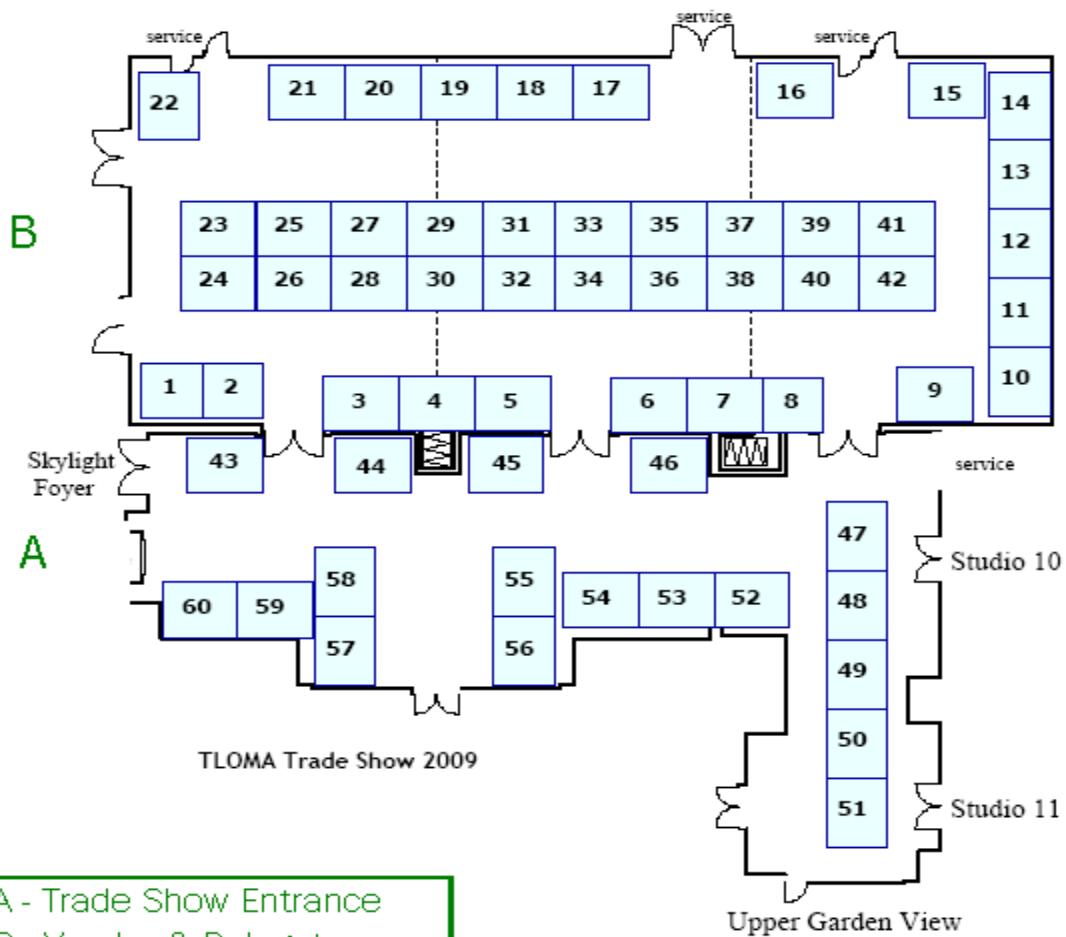 service
service
service
22
21 20 19 18 17
16
15
14
13
12
11
10
B
23 25 27 29 31 33 35 37 39 41
24 26 28 30 32 34 36 38 40 42
1 2
3 4 5
6 7 8
9
Skylight
Foyer
43
44
45
46
service
A
47
48
49
50
51
Studio 10
60 59
58
57
55
56
54 53 52
TLOMA Trade Show 2009
Studio 11
A - Trade Show Entrance
Upper Garden View